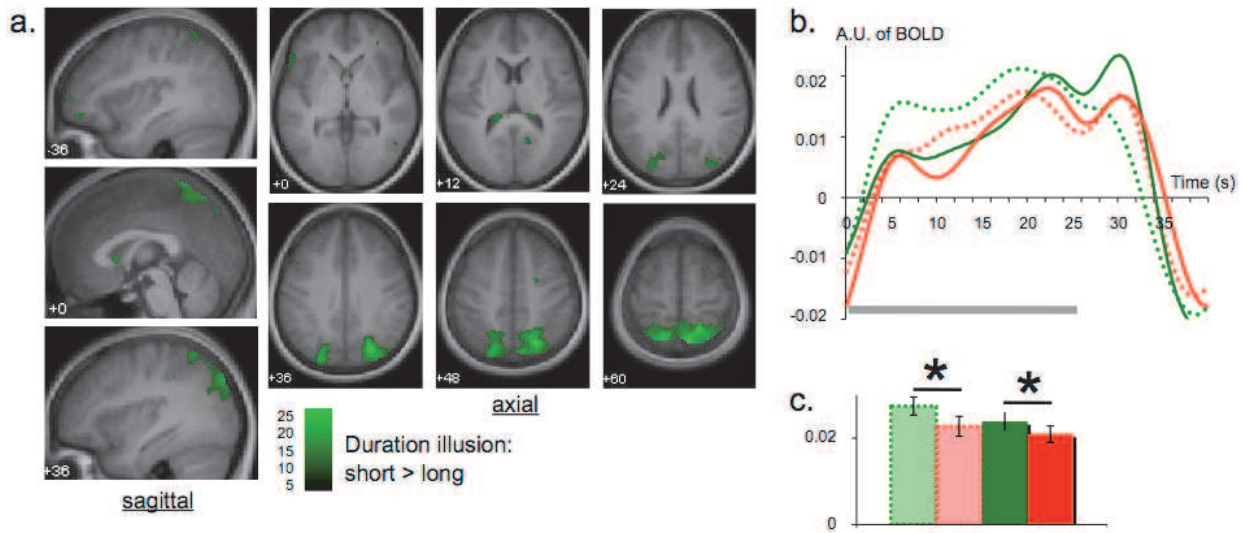 a.
-36
+0
+36
sagittal
+0
+12
+24
+36
+48
+60
axial
25
20
15
10
5
Duration illusion:
short > long
b.
A.U. of BOLD
0.02
0.01
0
-0.01
-0.02
0 5 10 15 20 25 30 35
Time (s)
c.
* *
0.02
0